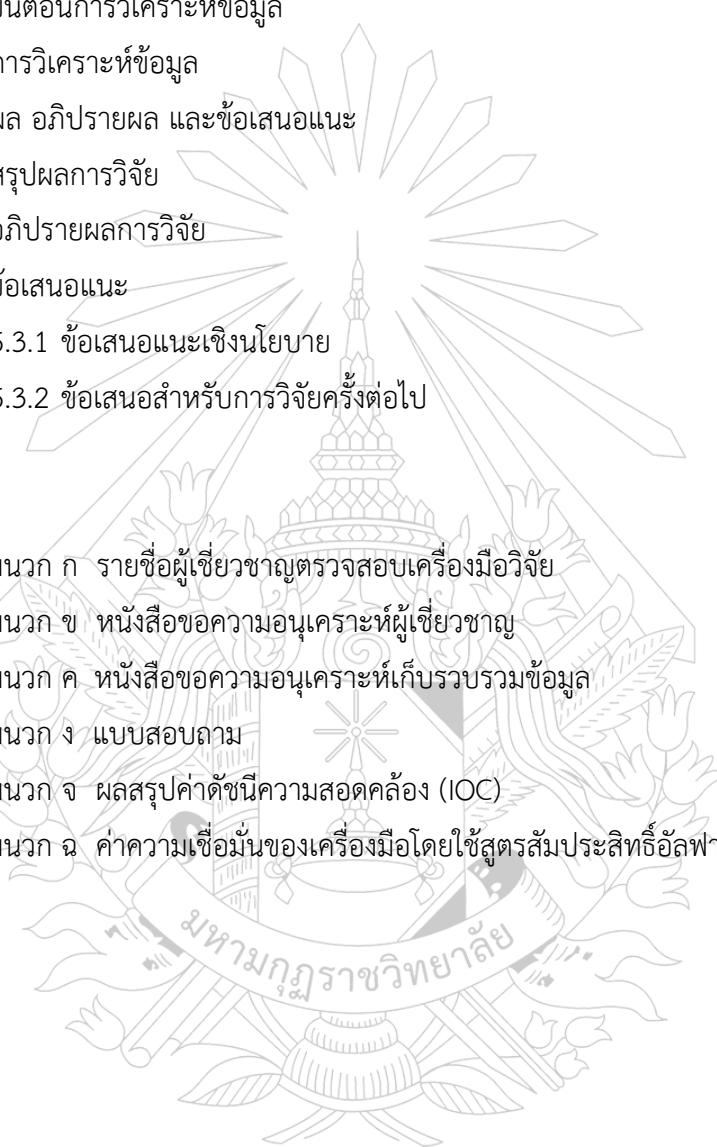 ขั้นตอนการวิเคราะห์ข้อมูล
การวิเคราะห์ข้อมูล
ผล อภิปรายผล และข้อเสนอแนะ
สรุปผลการวิจัย
อภิปรายผลการวิจัย
ข้อเสนอแนะ
5.3.1 ข้อเสนอแนะเชิงนโยบาย
5.3.2 ข้อเสนอสำหรับการวิจัยครั้งต่อไป
ผนวก ก รายชื่อผู้เชี่ยวชาญตรวจสอบเครื่องมือวิจัย
ผนวก ข หนังสือขอความอนุเคราะห์ผู้เชี่ยวชาญ
ผนวก ค หนังสือขอความอนุเคราะห์เก็บรวบรวมข้อมูล
ผนวก ง แบบสอบถาม
ผนวก จ ผลสรุปค่าดัชนีความสอดคล้อง (IOC)
ผนวก ฉ ค่าความเชื่อมั่นของเครื่องมือโดยใช้สูตรสัมประสิทธิ์อัลฟา
มหามกุฏราชวิทยาลัย